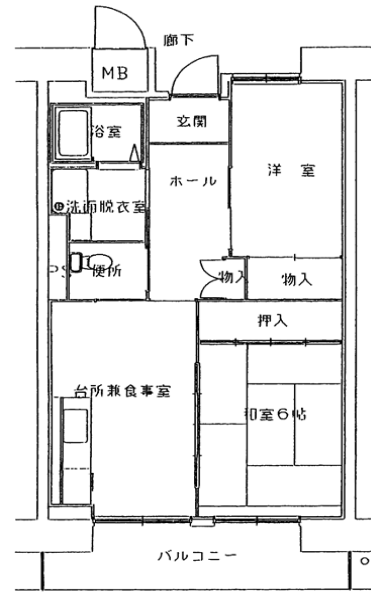 廊下
MB
玄関
浴室
洋室
ホール
洗面脱衣室
便所
PS
物入
物入
押入
台所兼食事室
和室6帖
バルコニー